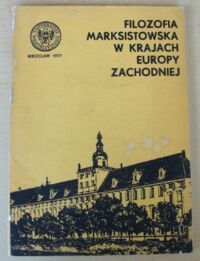 FILOZOFIA
MARKSISTOWSKA
W KRAJACH
EUROPY
ZACHODNIEJ
WROCŁAW 1977